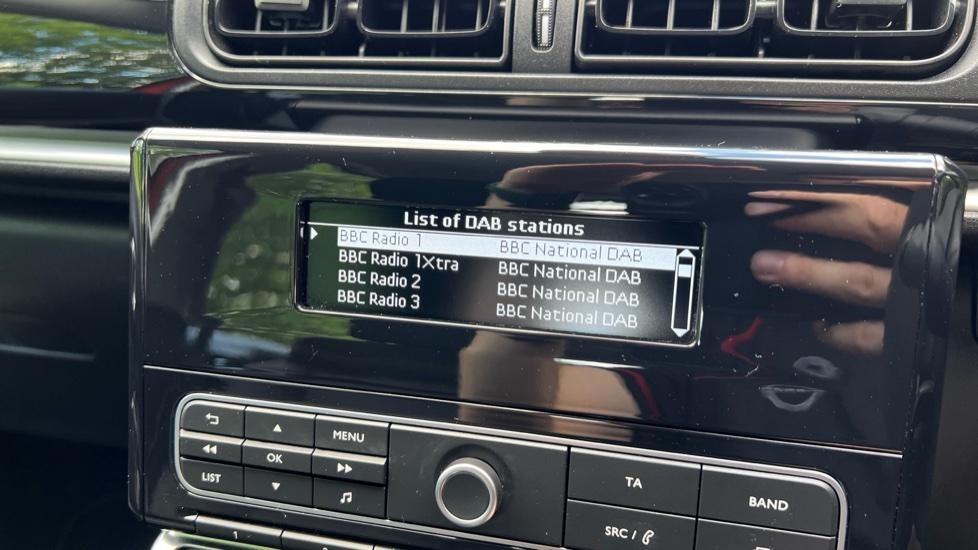 List of DAB stations
BBC Radio 1 BBC National DAB
BBC Radio 1Xtra BBC National DAB
BBC Radio 2 BBC National DAB
BBC Radio 3 BBC National DAB
MENU
OK
LIST
TA
BAND
SRC /
1